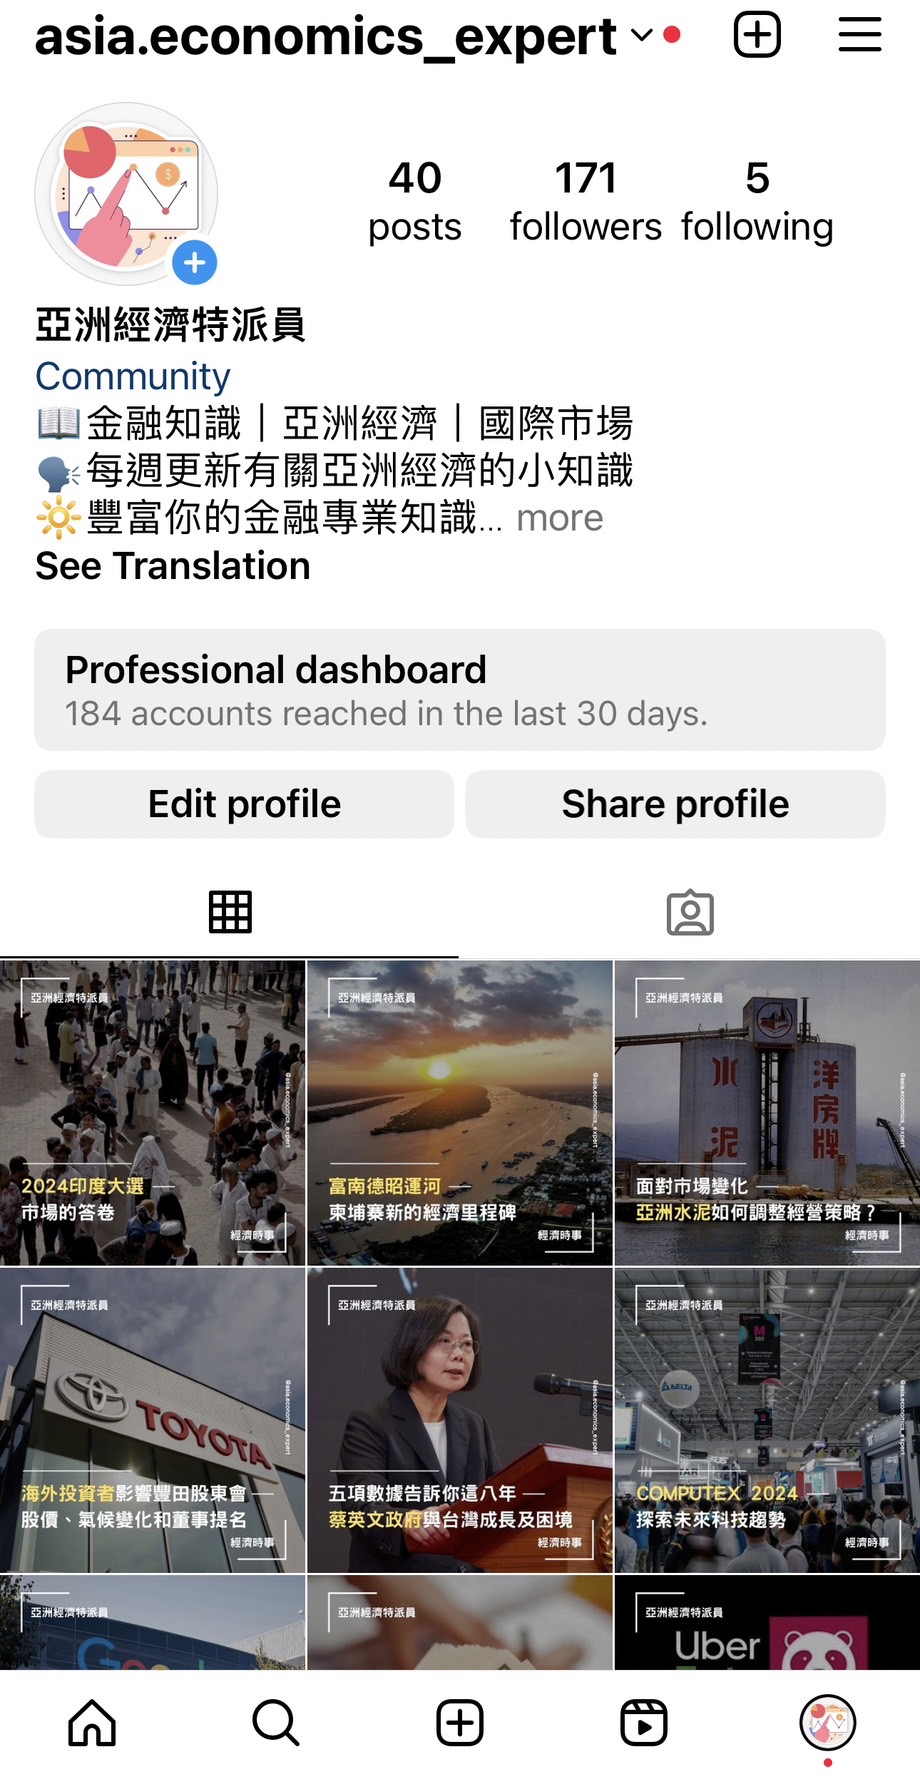 asia.economics_expert
40
171
5
posts
followers
following
亞洲經濟特派員
Community
📖金融知識｜亞洲經濟｜國際市場
🗣️每週更新有關亞洲經濟的小知識
🔆豐富你的金融專業知識... more
See Translation
Professional dashboard
184 accounts reached in the last 30 days.
Edit profile
Share profile
亞洲經濟特派員
@asia.economics_expert
2024印度大選
市場的答卷
經濟時事
亞洲經濟特派員
@asia.economics_expert
富南德昭運河
柬埔寨新的經濟里程碑
經濟時事
亞洲經濟特派員
水泥
洋房牌
@asia.economics_expert
面對市場變化
亞洲水泥如何調整經營策略？
經濟時事
亞洲經濟特派員
TOYOTA
@asia.economics_expert
海外投資者影響豐田股東會
股價、氣候變化和董事提名
經濟時事
亞洲經濟特派員
@asia.economics_expert
五項數據告訴你這八年
蔡英文政府與台灣成長及困境
經濟時事
亞洲經濟特派員
M
DELTA
@asia.economics_expert
COMPUTEX 2024
探索未來科技趨勢
經濟時事
亞洲經濟特派員
Google
亞洲經濟特派員
亞洲經濟特派員
Uber